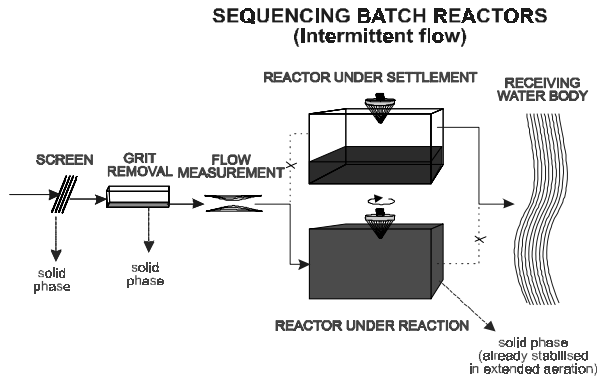 SEQUENCING BATCH REACTORS
(Intermittent flow)
REACTOR UNDER SETTLEMENT
RECEIVING
WATER BODY
SCREEN
GRIT
REMOVAL
FLOW
MEASUREMENT
X
X
solid
phase
solid
phase
REACTOR UNDER REACTION
solid phase
(already stabilised
in extended aeration)